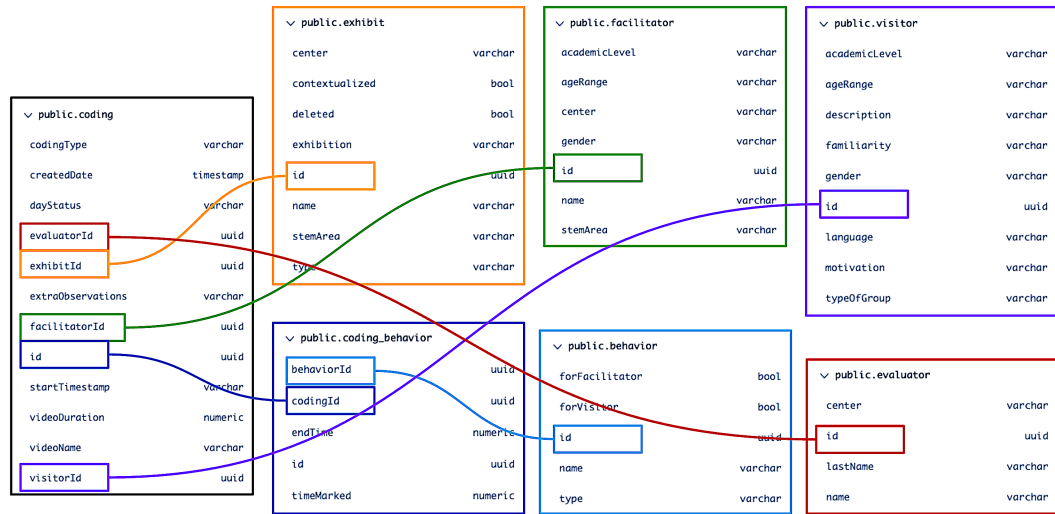 public.coding
codingType varchar
createdDate timestamp
dayStatus varchar
evaluatorId uuid
exhibitId uuid
extraObservations varchar
facilitatorId uuid
id uuid
startTimestamp varchar
videoDuration numeric
videoName varchar
visitorId uuid
public.exhibit
center varchar
contextualized bool
deleted bool
exhibition varchar
id uuid
name varchar
stemArea varchar
type varchar
public.facilitator
academicLevel varchar
ageRange varchar
center varchar
gender varchar
id uuid
name varchar
stemArea varchar
public.visitor
academicLevel varchar
ageRange varchar
description varchar
familiarity varchar
gender varchar
id uuid
language varchar
motivation varchar
typeOfGroup varchar
public.coding_behavior
behaviorId uuid
codingId uuid
endTime numeric
id uuid
timeMarked numeric
public.behavior
forFacilitator bool
forVisitor bool
id uuid
name varchar
type varchar
public.evaluator
center varchar
id uuid
lastName varchar
name varchar